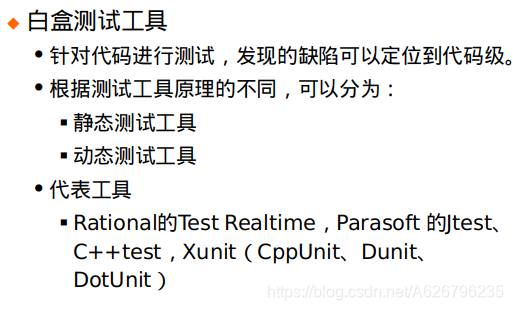 白盒测试工具
针对代码进行测试，发现的缺陷可以定位到代码级。
根据测试工具原理的不同，可以分为：
静态测试工具
动态测试工具
代表工具
Rational的Test Realtime，Parasoft 的Jtest、
C++test，Xunit（CppUnit、Dunit、
DotUnit）
https://blog.csdn.net/A626796235